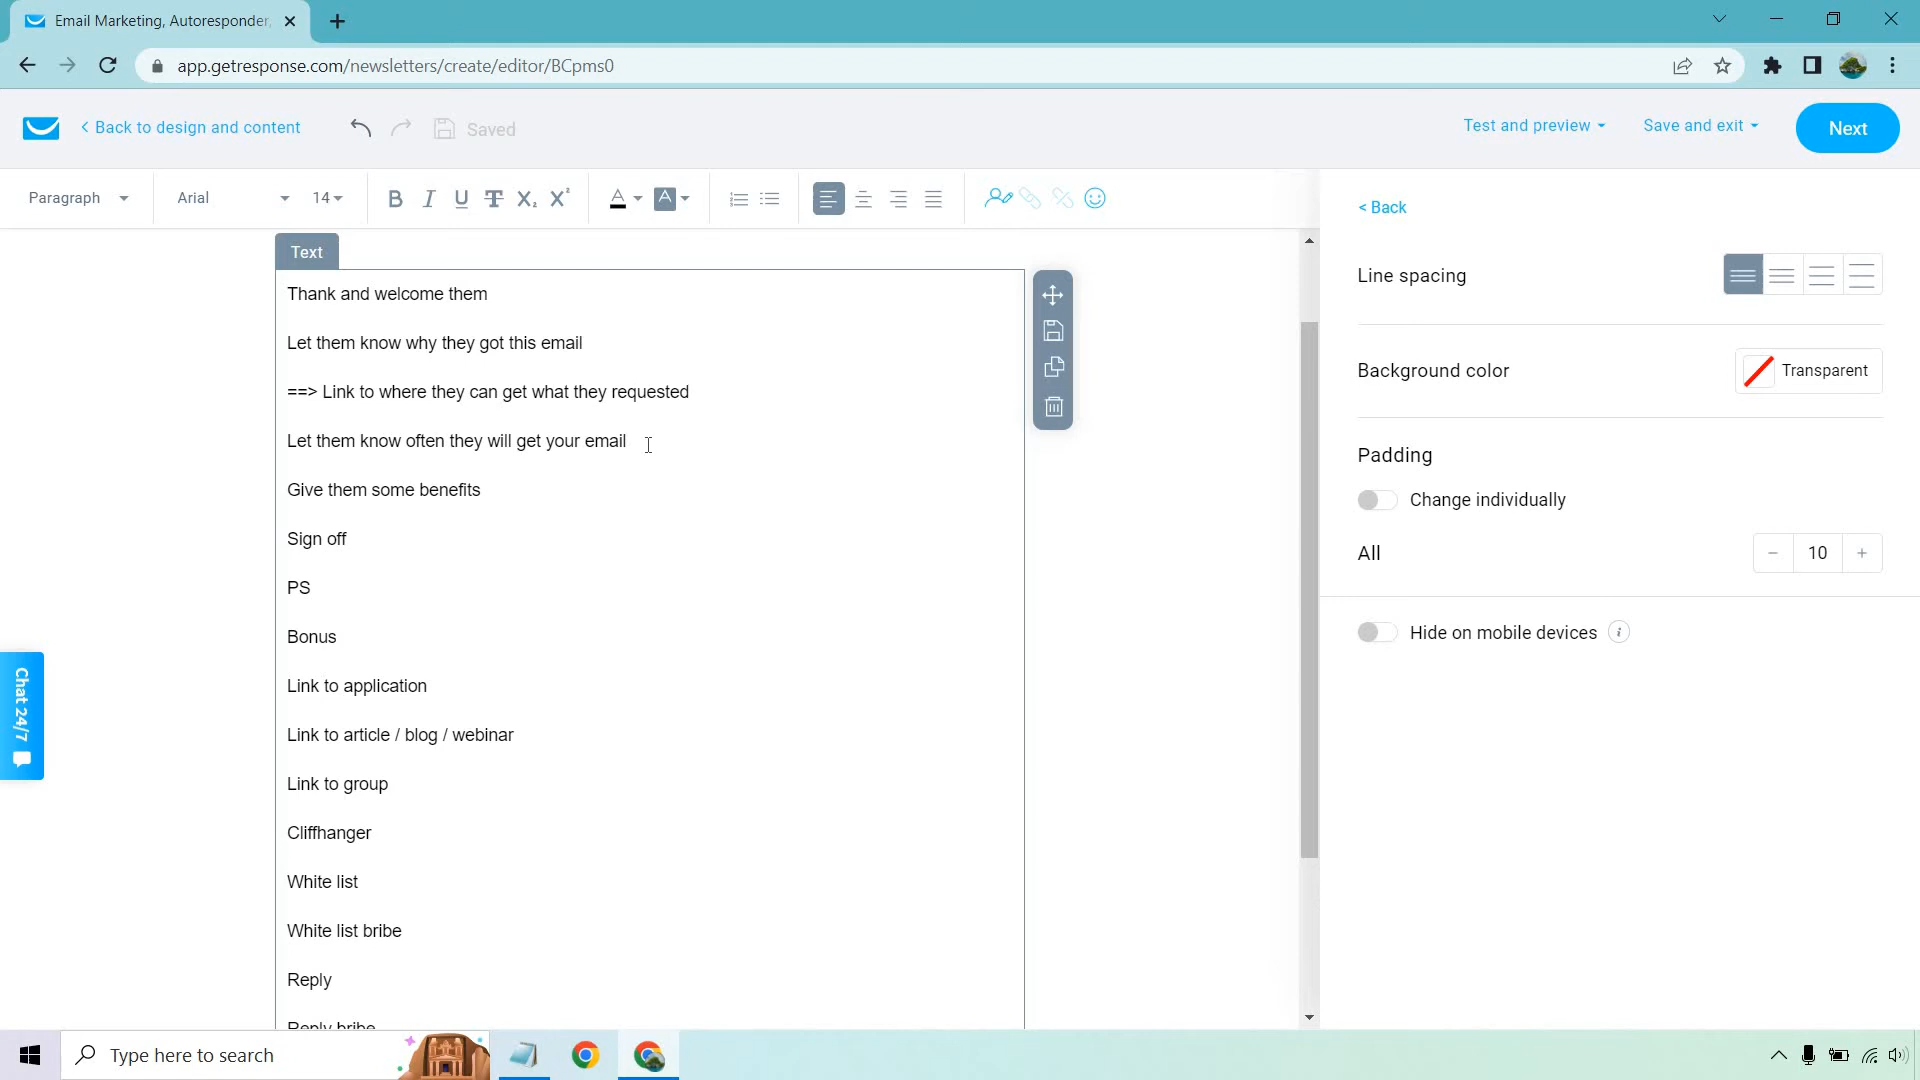 Email Marketing, Autoresponder,
app.getresponse.com/newsletters/create/editor/BCpms0
< Back to design and content
Saved
Test and preview
Save and exit
Next
Paragraph
Arial
14
B I U T X₂ X² A A
< Back
Text
Line spacing
Thank and welcome them
Let them know why they got this email
Background color
Transparent
==> Link to where they can get what they requested
Let them know often they will get your email
Padding
Give them some benefits
Change individually
Sign off
All
10
PS
Bonus
Hide on mobile devices
Link to application
Chat 24/7
Link to article / blog / webinar
Link to group
Cliffhanger
White list
White list bribe
Reply
Reply bribe
Type here to search